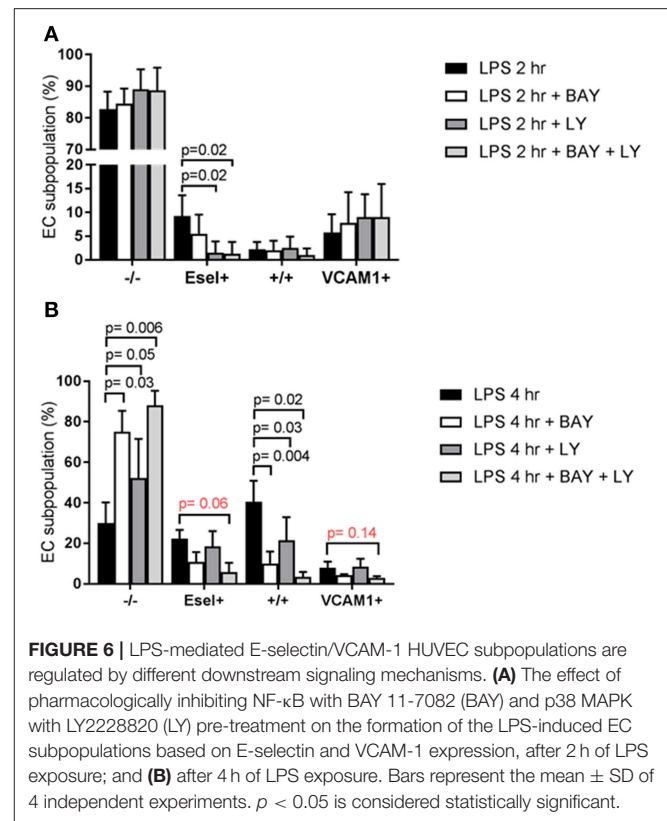 A
EC subpopulation (%)
100
90
80
70
20
15
10
5
0
p=0.02
p=0.02
-/-
Esel+
+/+
VCAM1+
LPS 2 hr
LPS 2 hr + BAY
LPS 2 hr + LY
LPS 2 hr + BAY + LY
B
EC subpopulation (%)
100
80
60
40
20
0
p= 0.006
p= 0.05
p= 0.03
p= 0.06
p= 0.02
p= 0.03
p= 0.004
p= 0.14
-/-
Esel+
+/+
VCAM1+
LPS 4 hr
LPS 4 hr + BAY
LPS 4 hr + LY
LPS 4 hr + BAY + LY
FIGURE 6 | LPS-mediated E-selectin/VCAM-1 HUVEC subpopulations are
regulated by different downstream signaling mechanisms. (A) The effect of
pharmacologically inhibiting NF-κB with BAY 11-7082 (BAY) and p38 MAPK
with LY2228820 (LY) pre-treatment on the formation of the LPS-induced EC
subpopulations based on E-selectin and VCAM-1 expression, after 2 h of LPS
exposure; and (B) after 4 h of LPS exposure. Bars represent the mean ± SD of
4 independent experiments. p < 0.05 is considered statistically significant.